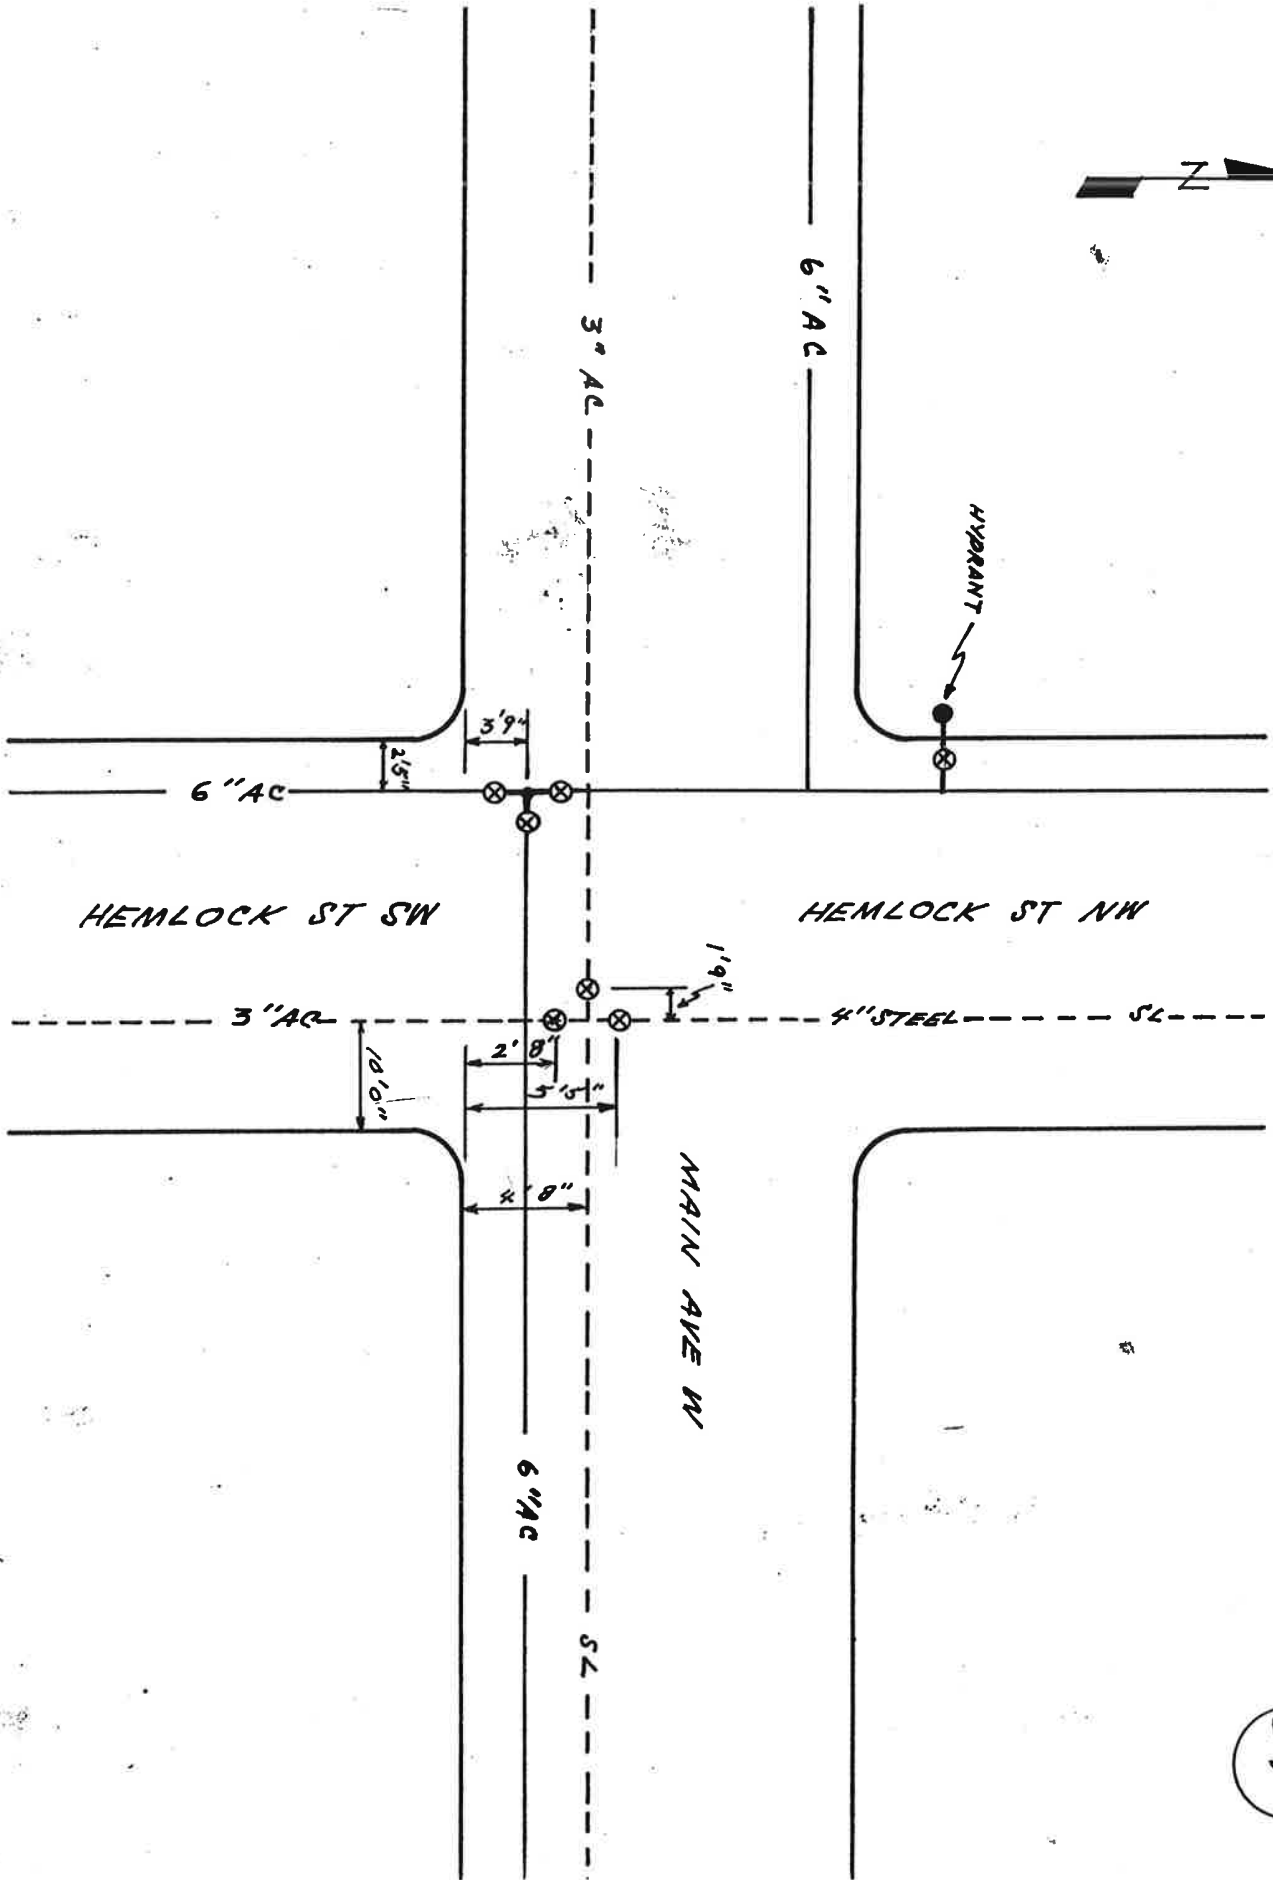 N
6" AC
3" AC
HYDRANT
3'9"
2'5"
6" AC
HEMLOCK ST SW
HEMLOCK ST NW
1'9"
3" AC
4" STEEL
SL
2'8"
10'0"
5'5"
4'8"
MAIN AVE W
6" AC
SL